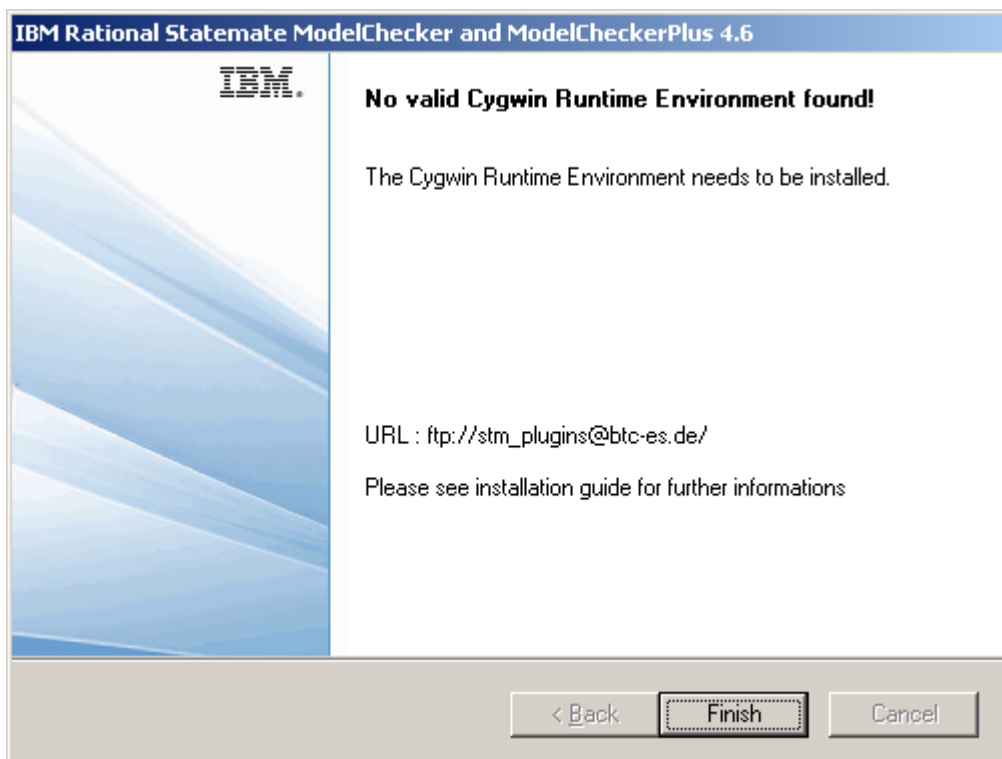 IBM Rational Statemate ModelChecker and ModelCheckerPlus 4.6
IBM.
No valid Cygwin Runtime Environment found!
The Cygwin Runtime Environment needs to be installed.
URL : ftp://stm_plugins@btc-es.de/
Please see installation guide for further informations
< Back
Finish
Cancel